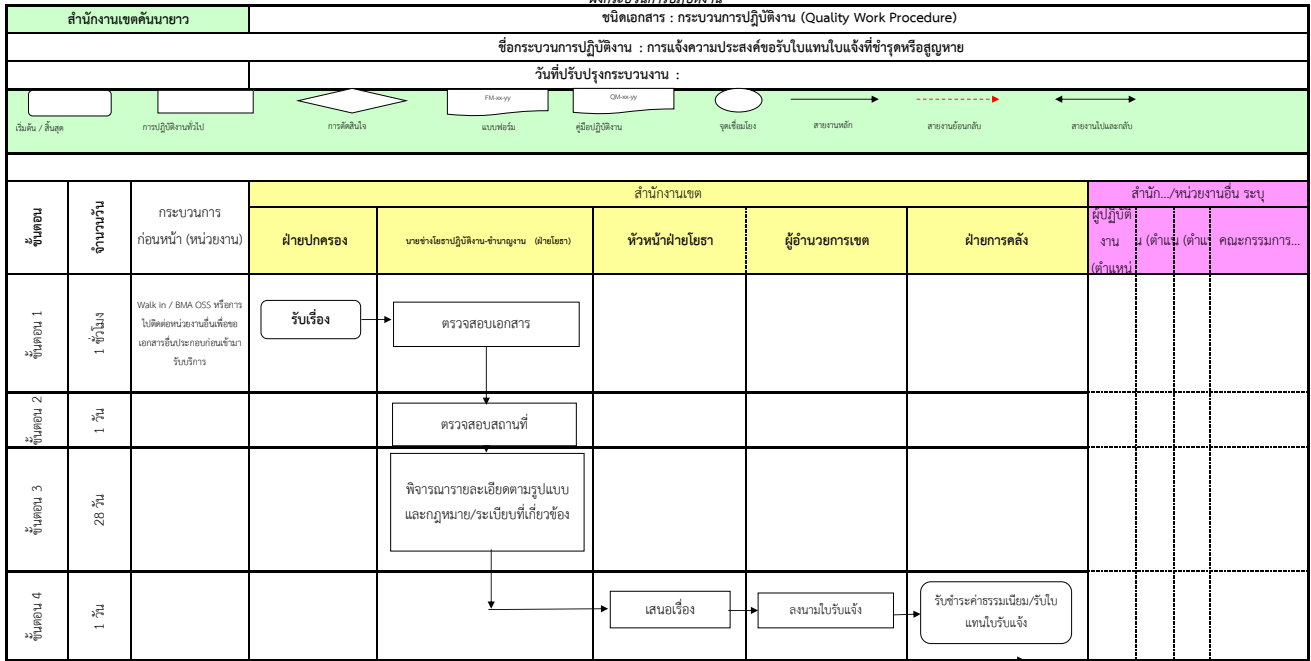 ผังกระบวนการปฏิบัติงาน
สำนักงานเขตคันนายาว
ชนิดเอกสาร : กระบวนการปฎิบัติงาน (Quality Work Procedure)
ชื่อกระบวนการปฏิบัติงาน : การแจ้งความประสงค์ขอรับใบแทนใบแจ้งที่ชำรุดหรือสูญหาย
วันที่ปรับปรุงกระบวนงาน :
FM-xx-yy
QM-xx-yy
เริ่มต้น / สิ้นสุด
การปฏิบัติงานทั่วไป
การตัดสินใจ
แบบฟอร์ม
คู่มือปฏิบัติงาน
จุดเชื่อมโยง
สายงานหลัก
สายงานย้อนกลับ
สายงานไปและกลับ
ขั้นตอน
จำนวนวัน
กระบวนการ
ก่อนหน้า (หน่วยงาน)
สำนักงานเขต
สำนัก.../หน่วยงานอื่น ระบุ
ฝ่ายปกครอง
นายช่างโยธาปฏิบัติงาน-ชำนาญงาน (ฝ่ายโยธา)
หัวหน้าฝ่ายโยธา
ผู้อำนวยการเขต
ฝ่ายการคลัง
ผู้ปฏิบัติ
งาน
(ตำแหน่
น (ตำแ
น (ตำแ
คณะกรรมการ...
ขั้นตอน 1
1 ชั่วโมง
Walk in / BMA OSS หรือการ
ไปติดต่อหน่วยงานอื่นเพื่อขอ
เอกสารอื่นประกอบก่อนเข้ามา
รับบริการ
รับเรื่อง
ตรวจสอบเอกสาร
ขั้นตอน 2
1 วัน
ตรวจสอบสถานที่
ขั้นตอน 3
28 วัน
พิจารณารายละเอียดตามรูปแบบ
และกฎหมาย/ระเบียบที่เกี่ยวข้อง
ขั้นตอน 4
1 วัน
เสนอเรื่อง
ลงนามใบรับแจ้ง
รับชำระค่าธรรมเนียม/รับใบ
แทนใบรับแจ้ง